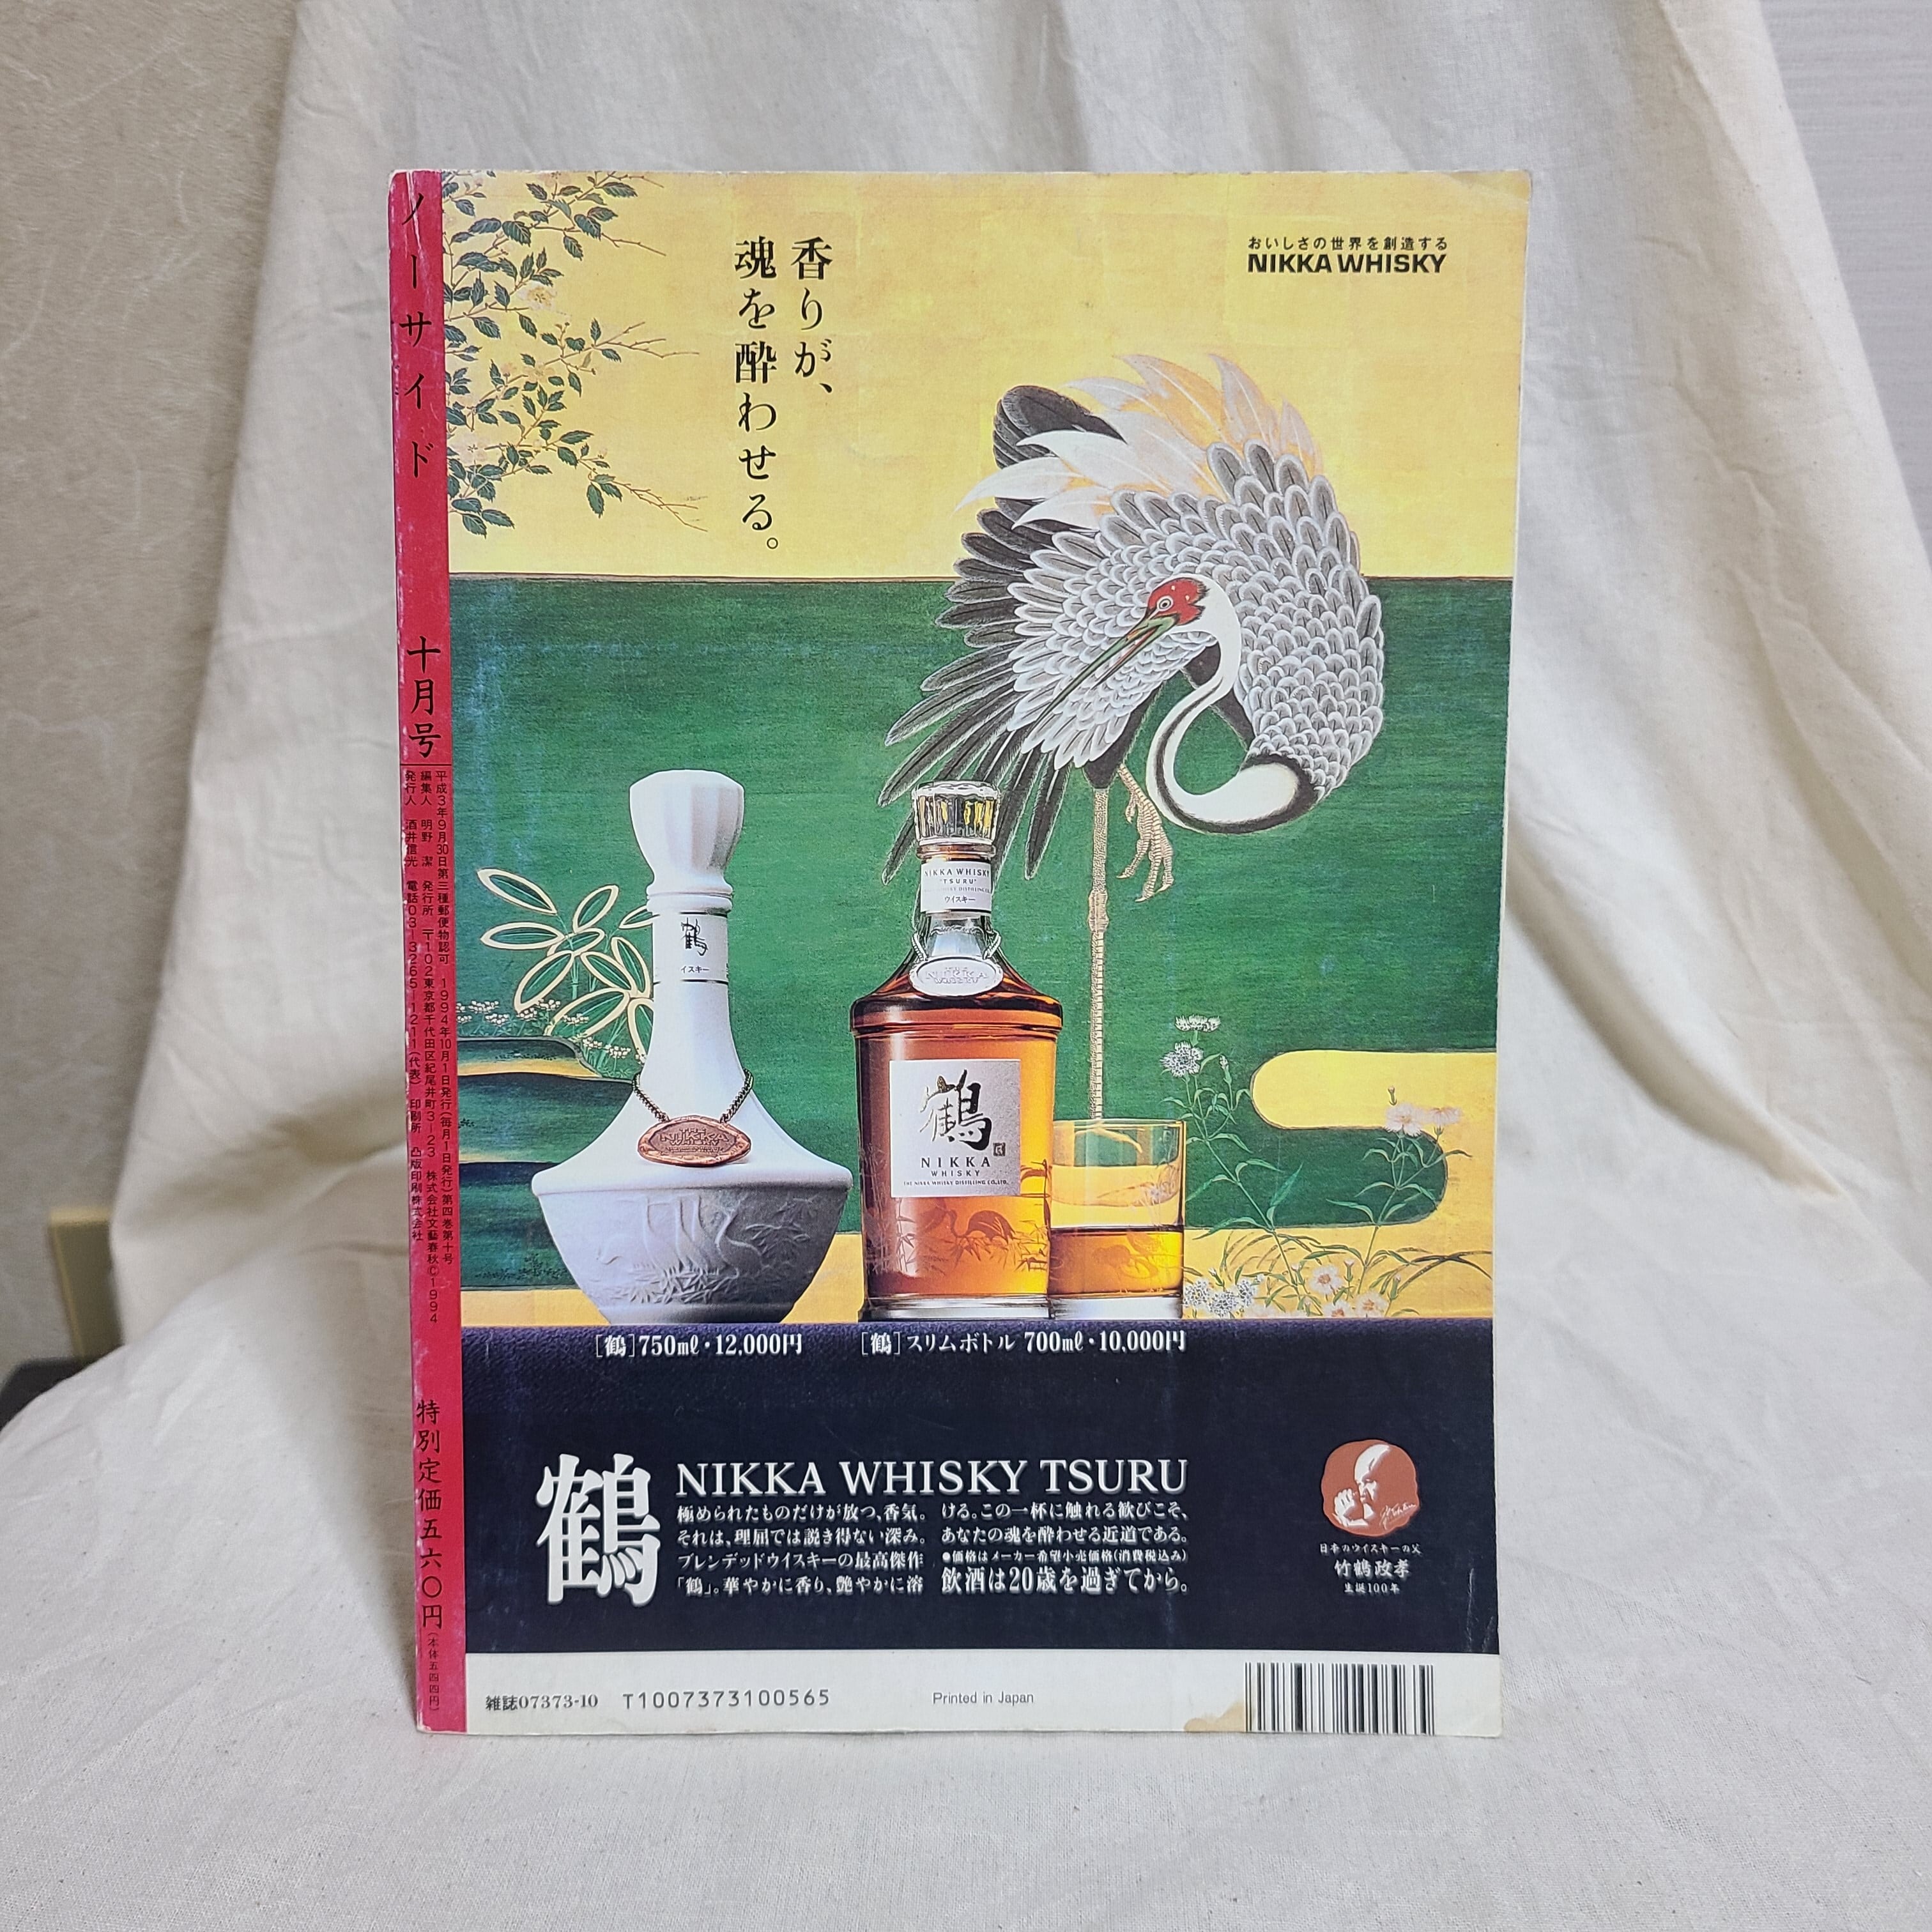 ノーサイド 十月号
平成3年9月30日第三種郵便物認可 1994年10月1日発行(毎月1日発行)第四巻第十号
編集人 明野 潔 発行所 〒102東京都千代田区紀尾井町3-23 株式会社文藝春秋©1994
発行人 酒井信光 電話03-3265-1211(代表) 印刷所 凸版印刷株式会社
特別定価五六〇円(本体五四四円)
香りが、
魂を酔わせる。
おいしさの世界を創造する
NIKKA WHISKY
鶴
イスキー
NIKKA
NIKKA WHISKY
"TSURU"
ウイスキー
NIKKA
鶴
NIKKA
WHISKY
THE NIKKA WHISKY DISTILLING CO.,LTD.
[鶴]750mℓ・12,000円
[鶴]スリムボトル 700mℓ・10,000円
鶴
NIKKA WHISKY TSURU
極められたものだけが放つ、香気。
それは、理屈では説き得ない深み。
ブレンデッドウイスキーの最高傑作
「鶴」。華やかに香り、艶やかに溶
ける。この一杯に触れる歓びこそ、
あなたの魂を酔わせる近道である。
●価格はメーカー希望小売価格(消費税込み)
飲酒は20歳を過ぎてから。
日本のウイスキーの父
竹鶴政孝
生誕100年
雑誌07373-10
T1007373100565
Printed in Japan